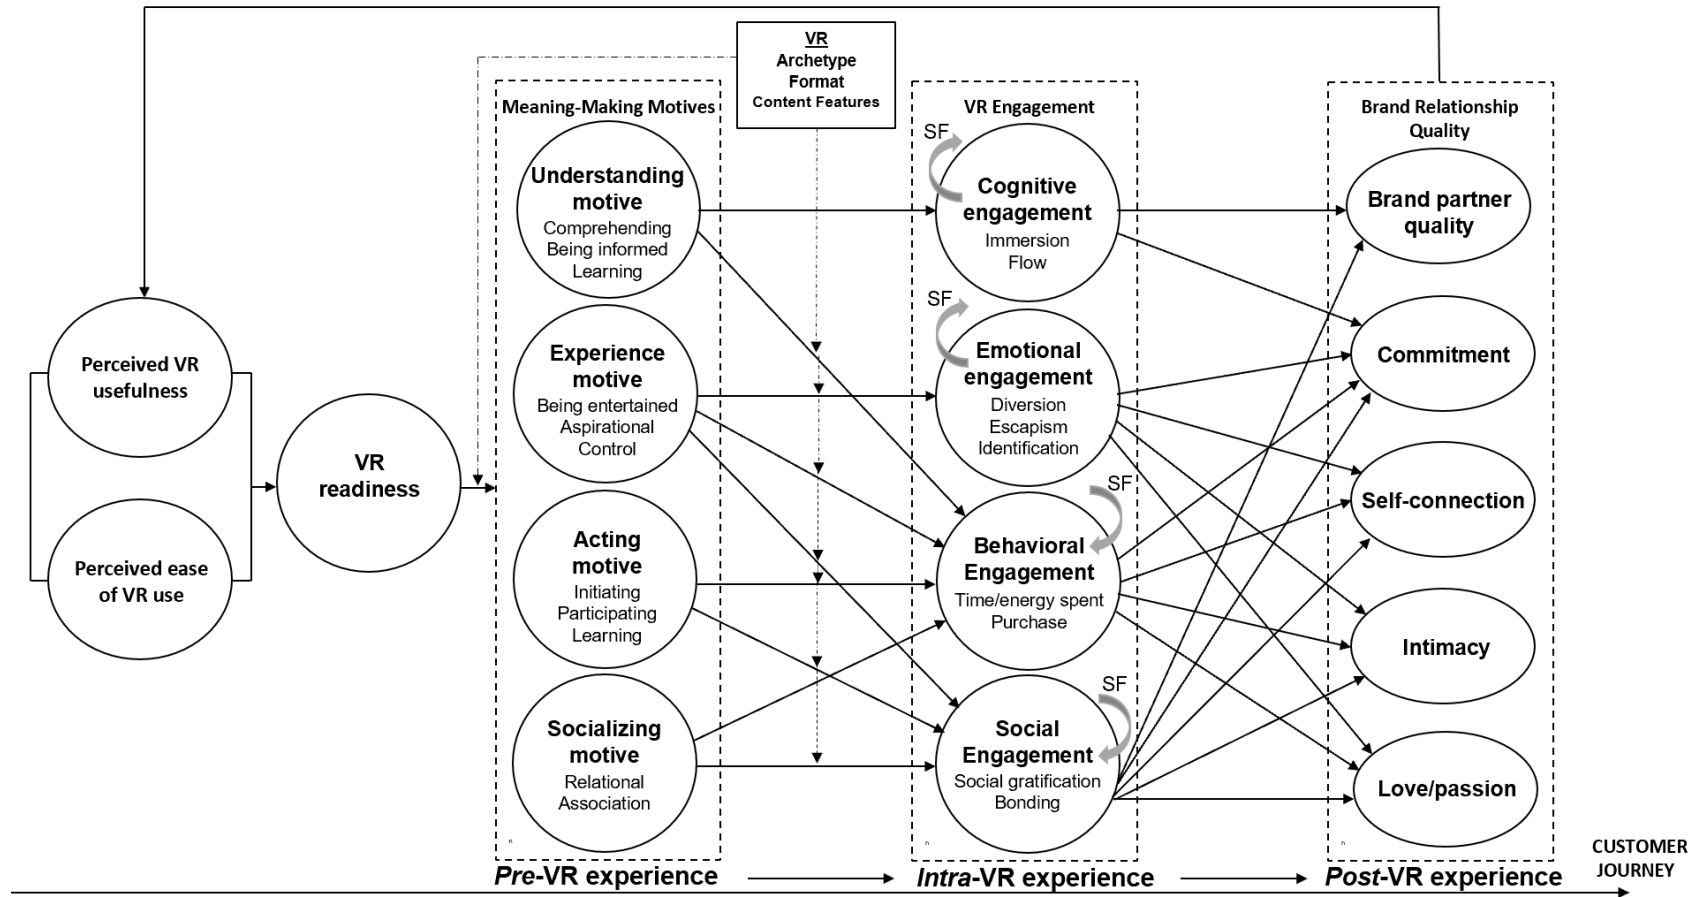 VR
Archetype
Format
Content Features
Meaning-Making Motives
VR Engagement
Brand Relationship
Quality
Perceived VR
usefulness
Perceived ease
of VR use
VR
readiness
Understanding
motive
Comprehending
Being informed
Learning
Experience
motive
Being entertained
Aspirational
Control
Acting
motive
Initiating
Participating
Learning
Socializing
motive
Relational
Association
SF
Cognitive
engagement
Immersion
Flow
SF
Emotional
engagement
Diversion
Escapism
Identification
SF
Behavioral
Engagement
Time/energy spent
Purchase
SF
Social
Engagement
Social gratification
Bonding
Brand partner
quality
Commitment
Self-connection
Intimacy
Love/passion
n
n
n
Pre-VR experience
Intra-VR experience
Post-VR experience
CUSTOMER
JOURNEY